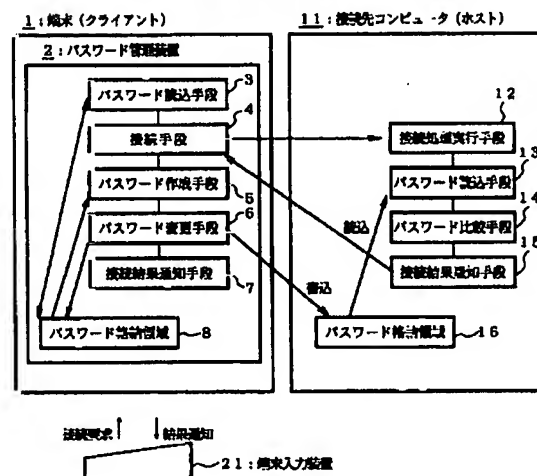 1：端末（クライアント）
2：パスワード管理装置
パスワード読込手段
3
接続手段
4
パスワード作成手段
5
パスワード変更手段
6
接続結果通知手段
7
パスワード格納領域
8
11：接続先コンピュータ（ホスト）
接続処理実行手段
12
パスワード読込手段
13
パスワード比較手段
14
接続結果通知手段
15
読込
書込
パスワード格納領域
16
接続要求
結果通知
21：端末入力装置